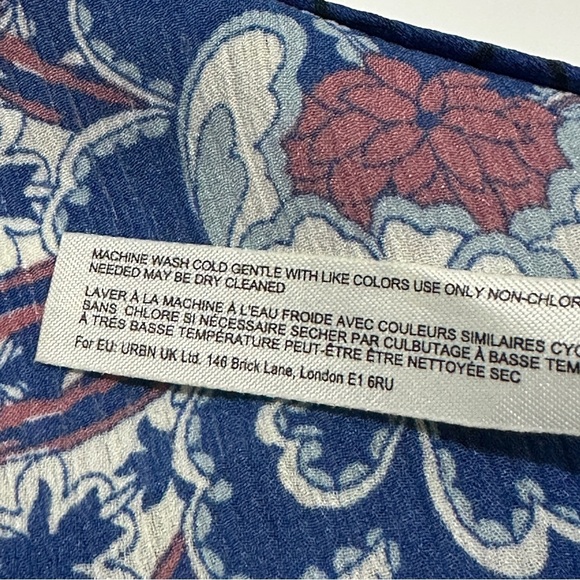 MACHINE WASH COLD GENTLE WITH LIKE COLORS USE ONLY NON-CHLOR
NEEDED MAY BE DRY CLEANED
LAVER À LA MACHINE À L'EAU FROIDE AVEC COULEURS SIMILAIRES CYC
SANS CHLORE SI NÉCESSAIRE SECHER PAR CULBUTAGE À BASSE TEM
À TRÈS BASSE TEMPÉRATURE PEUT-ÊTRE ÊTRE NETTOYÉE SEC
For EU: URBN UK Ltd. 146 Brick Lane, London E1 6RU